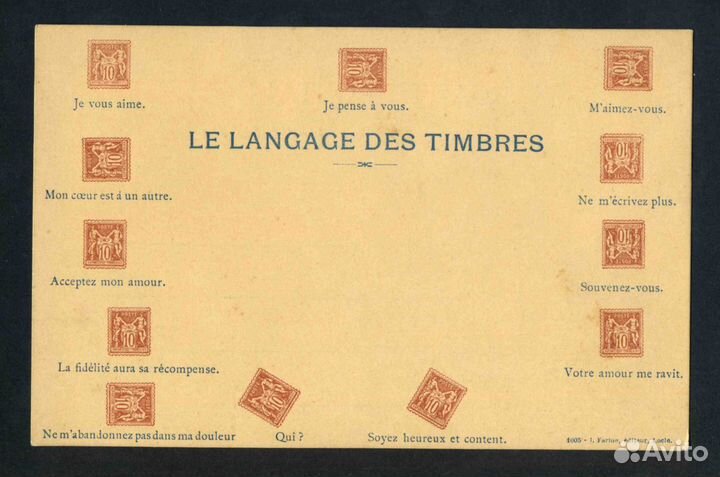 Je vous aime.
Je pense à vous.
M'aimez-vous.
LE LANGAGE DES TIMBRES
Mon cœur est à un autre.
Ne m'écrivez plus.
Acceptez mon amour.
Souvenez-vous.
La fidélité aura sa récompense.
Votre amour me ravit.
Ne m'abandonnez pas dans ma douleur
Qui ?
Soyez heureux et content.
éditeur, Locle.
Avito